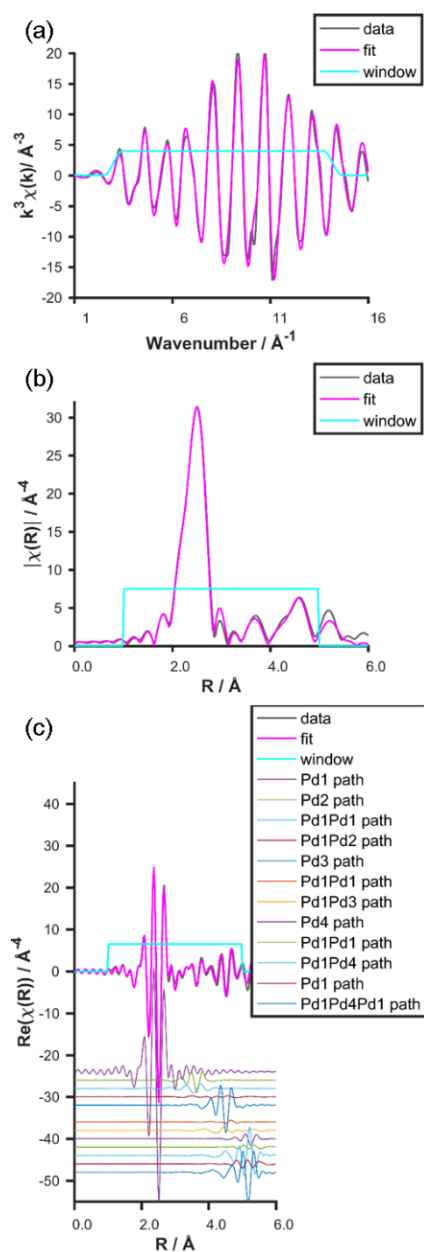 (a)
data
fit
window
20
15
10
5
0
-5
-10
-15
-20
k³χ(k)/ Å⁻³
1 6 11 16
Wavenumber / Å⁻¹
(b)
data
fit
window
30
25
20
15
10
5
0
|χ(R)| / Å⁻⁴
0.0 2.0 4.0 6.0
R / Å
(c)
data
fit
window
Pd1 path
Pd2 path
Pd1Pd1 path
Pd1Pd2 path
Pd3 path
Pd1Pd1 path
Pd1Pd3 path
Pd4 path
Pd1Pd1 path
Pd1Pd4 path
Pd1 path
Pd1Pd4Pd1 path
40
30
20
10
0
-10
-20
-30
-40
-50
Re(χ(R)) / Å⁻⁴
0.0 2.0 4.0 6.0
R / Å